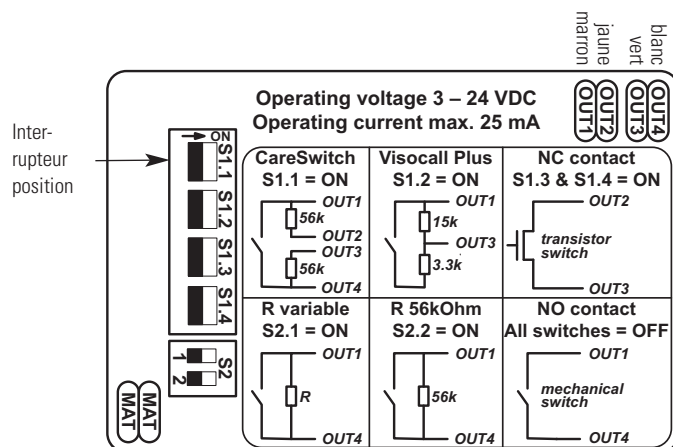 marron
jaune
vert
blanc
OUT1
OUT2
OUT3
OUT4
Operating voltage 3 – 24 VDC
Operating current max. 25 mA
Inter-
rupteur
position
ON
S1.1
S1.2
S1.3
S1.4
1
2
S2
MAT
MAT
CareSwitch
S1.1 = ON
OUT1
56k
OUT2
OUT3
56k
OUT4
Visocall Plus
S1.2 = ON
OUT1
15k
OUT3
3.3k
OUT4
NC contact
S1.3 & S1.4 = ON
OUT2
transistor
switch
OUT3
R variable
S2.1 = ON
OUT1
R
OUT4
R 56kOhm
S2.2 = ON
OUT1
56k
OUT4
NO contact
All switches = OFF
OUT1
mechanical
switch
OUT4